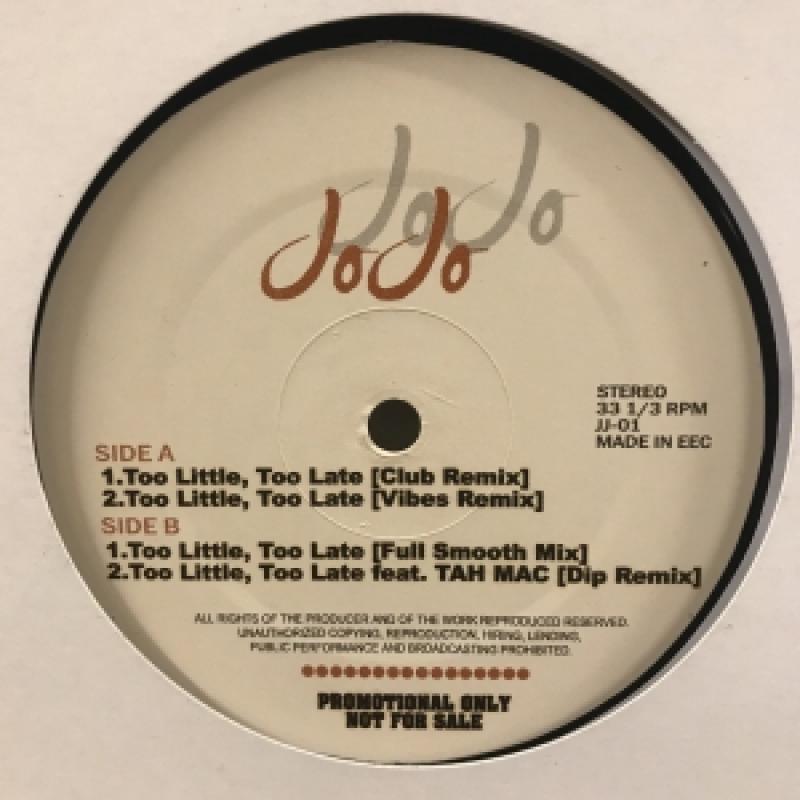 JoJo
JoJo
STEREO
33 1/3 RPM
JJ-01
MADE IN EEC
SIDE A
1.Too Little, Too Late [Club Remix]
2.Too Little, Too Late [Vibes Remix]
SIDE B
1.Too Little, Too Late [Full Smooth Mix]
2.Too Little, Too Late feat. TAH MAC [Dip Remix]
ALL RIGHTS OF THE PRODUCER AND OF THE WORK REPRODUCED RESERVED.
UNAUTHORIZED COPYING, REPRODUCTION, HIRING, LENDING,
PUBLIC PERFORMANCE AND BROADCASTING PROHIBITED.
PROMOTIONAL ONLY
NOT FOR SALE